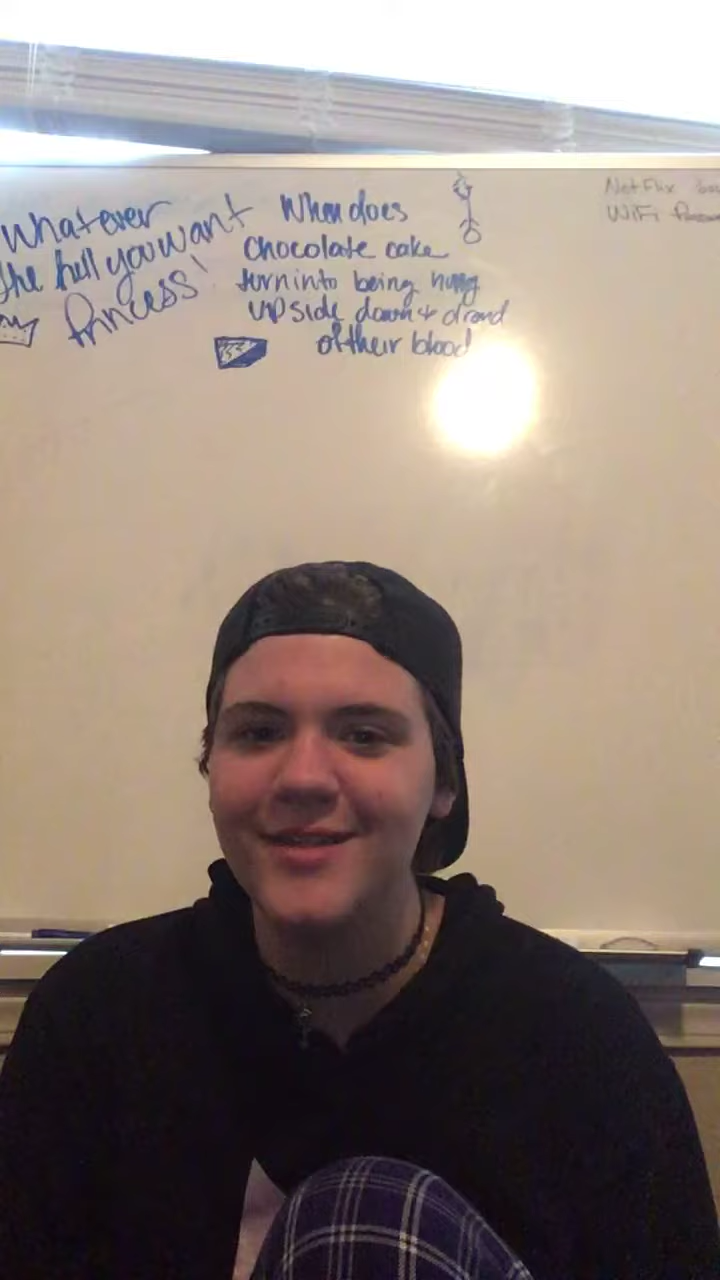 whatever
the hell you want
Princess!
When does
chocolate cake
turn into being hung
upside down + draind
of their blood
NetFlix
WiFi